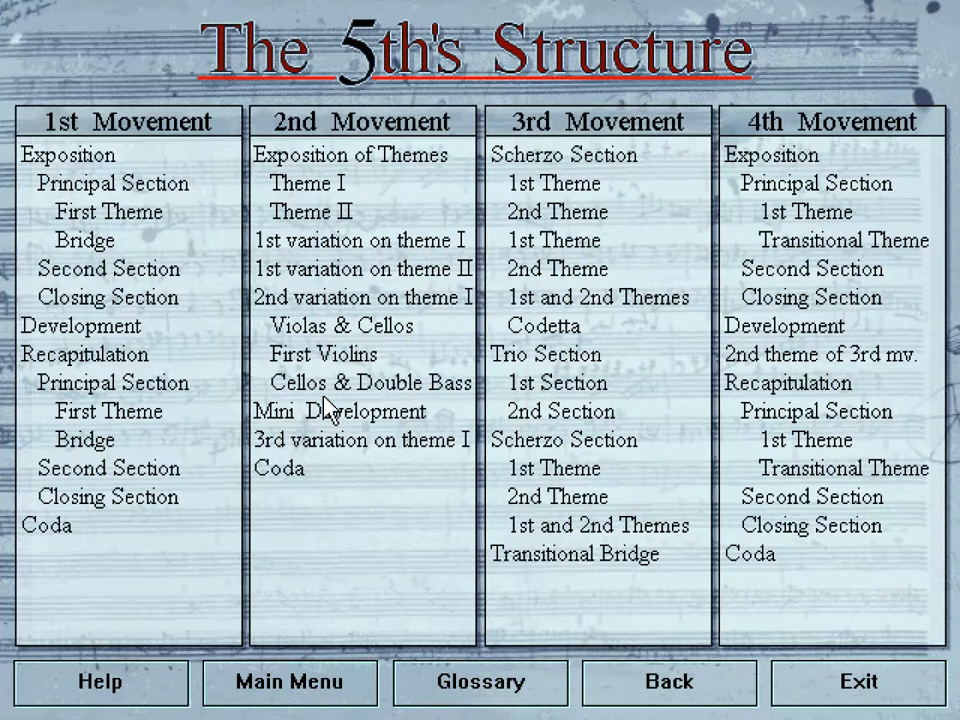 The 5th's Structure
1st Movement
Exposition
Principal Section
First Theme
Bridge
Second Section
Closing Section
Development
Recapitulation
Principal Section
First Theme
Bridge
Second Section
Closing Section
Coda
2nd Movement
Exposition of Themes
Theme I
Theme II
1st variation on theme I
1st variation on theme II
2nd variation on theme I
Violas & Cellos
First Violins
Cellos & Double Bass
Mini Development
3rd variation on theme I
Coda
3rd Movement
Scherzo Section
1st Theme
2nd Theme
1st Theme
2nd Theme
1st and 2nd Themes
Codetta
Trio Section
1st Section
2nd Section
Scherzo Section
1st Theme
2nd Theme
1st and 2nd Themes
Transitional Bridge
4th Movement
Exposition
Principal Section
1st Theme
Transitional Theme
Second Section
Closing Section
Development
2nd theme of 3rd mv.
Recapitulation
Principal Section
1st Theme
Transitional Theme
Second Section
Closing Section
Coda
Help
Main Menu
Glossary
Back
Exit